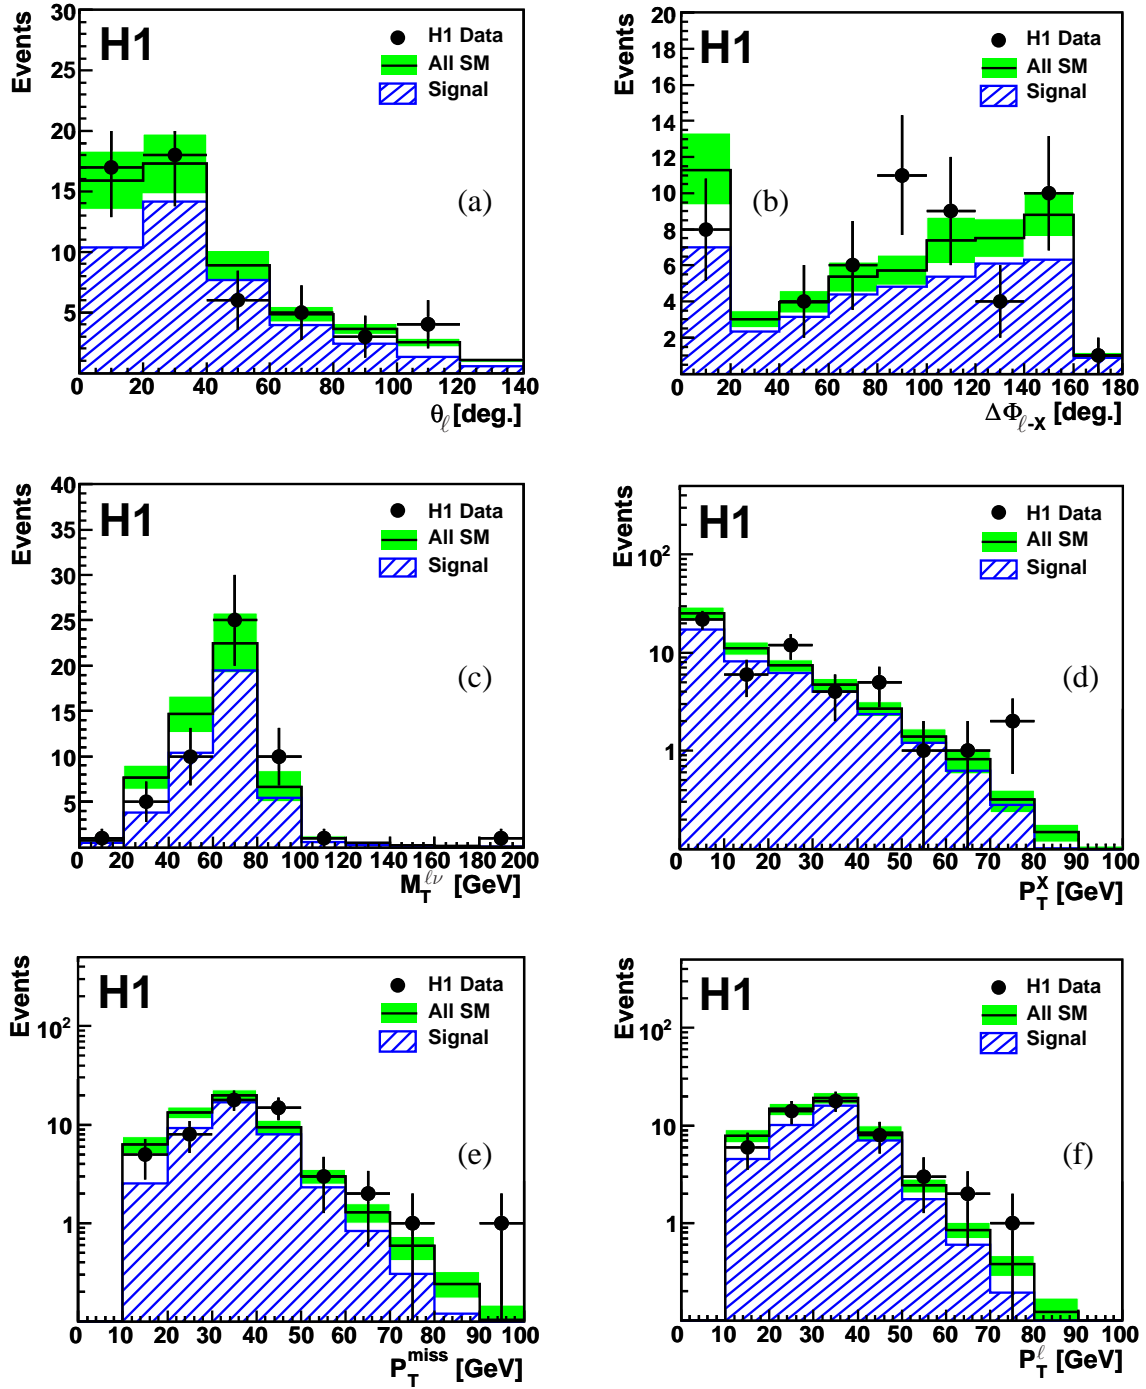 H1
Events
H1 Data
All SM
Signal
(a)
30
25
20
15
10
5
0 20 40 60 80 100 120 140
θℓ [deg.]
H1
Events
H1 Data
All SM
Signal
(b)
20
18
16
14
12
10
8
6
4
2
0 20 40 60 80 100 120 140 160 180
ΔΦℓ-X [deg.]
H1
Events
H1 Data
All SM
Signal
(c)
40
35
30
25
20
15
10
5
0 20 40 60 80 100 120 140 160 180 200
M_T^ℓν [GeV]
H1
Events
H1 Data
All SM
Signal
(d)
10²
10
1
0 10 20 30 40 50 60 70 80 90 100
P_T^X [GeV]
H1
Events
H1 Data
All SM
Signal
(e)
10²
10
1
0 10 20 30 40 50 60 70 80 90 100
P_T^miss [GeV]
H1
Events
H1 Data
All SM
Signal
(f)
10²
10
1
0 10 20 30 40 50 60 70 80 90 100
P_T^ℓ [GeV]